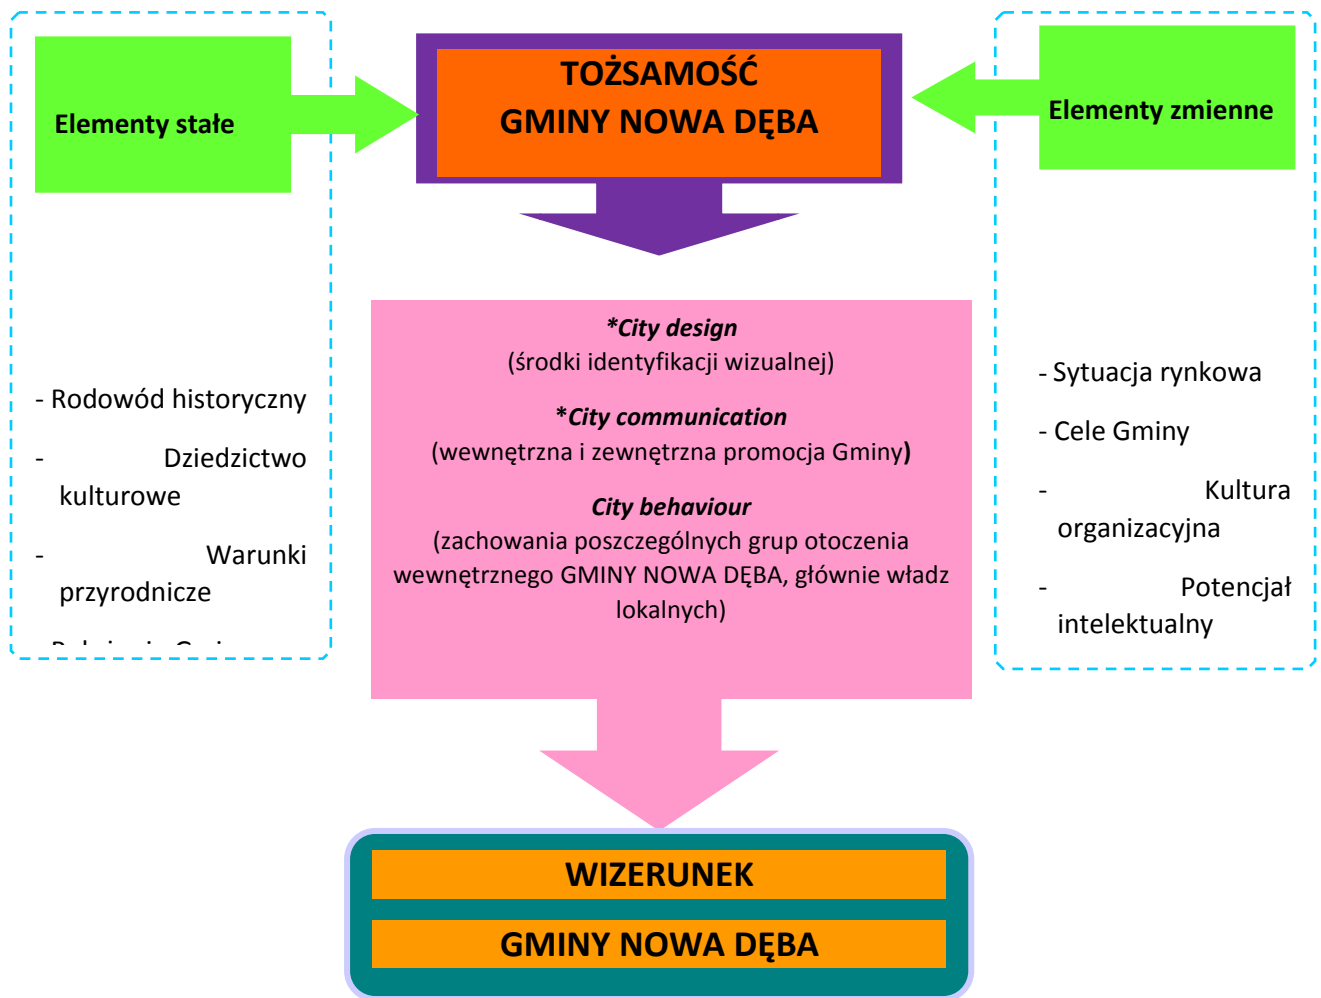 Elementy stałe
- Rodowód historyczny
- Dziedzictwo
kulturowe
- Warunki
przyrodnicze
TOŻSAMOŚĆ
GMINY NOWA DĘBA
*City design
(środki identyfikacji wizualnej)
*City communication
(wewnętrzna i zewnętrzna promocja Gminy)
City behaviour
(zachowania poszczególnych grup otoczenia
wewnętrznego GMINY NOWA DĘBA, głównie władz
lokalnych)
WIZERUNEK
GMINY NOWA DĘBA
Elementy zmienne
- Sytuacja rynkowa
- Cele Gminy
- Kultura
organizacyjna
- Potencjał
intelektualny